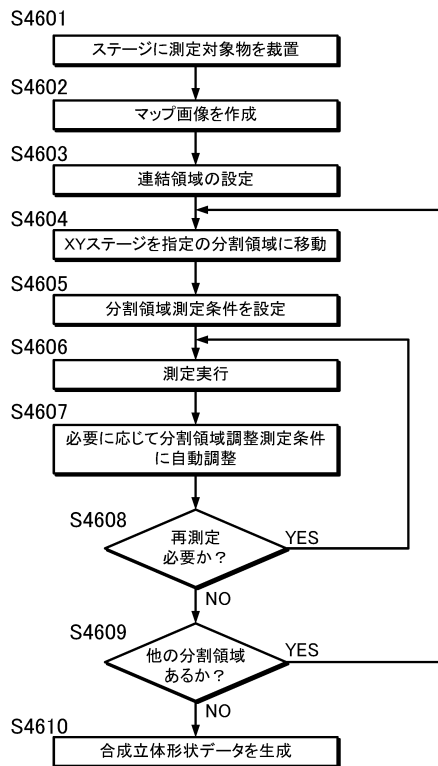 S4601
ステージに測定対象物を載置
S4602
マップ画像を作成
S4603
連結領域の設定
S4604
XYステージを指定の分割領域に移動
S4605
分割領域測定条件を設定
S4606
測定実行
S4607
必要に応じて分割領域調整測定条件
に自動調整
S4608
再測定
必要か？
YES
NO
S4609
他の分割領域
あるか？
YES
NO
S4610
合成立体形状データを生成